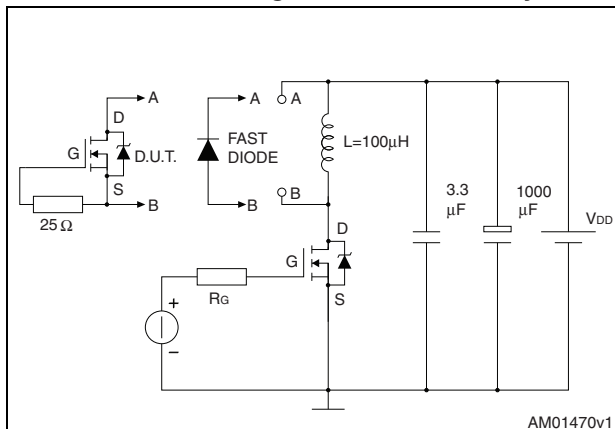 A
D
G
D.U.T.
S
B
25 Ω
A
FAST
DIODE
B
A
B
L=100μH
D
G
S
RG
+
–
3.3
μF
1000
μF
VDD
AM01470v1